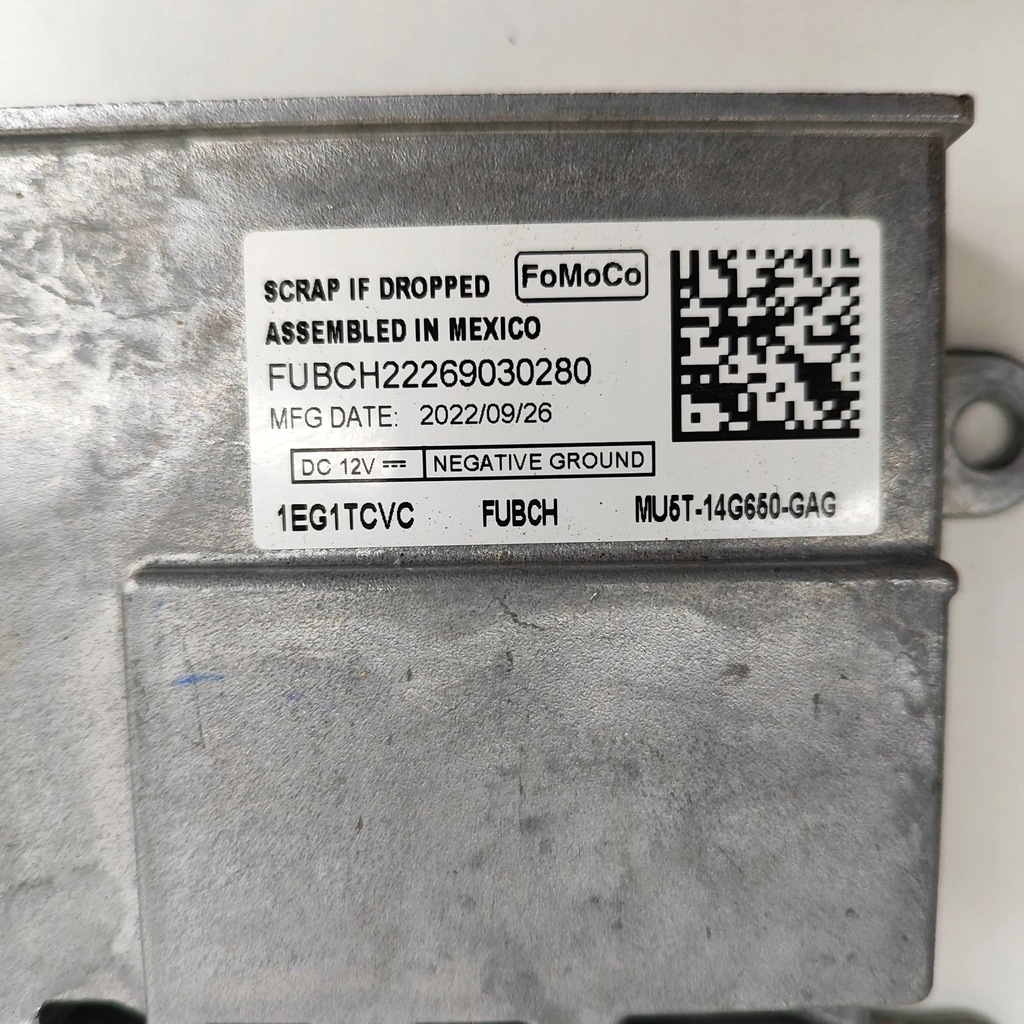 SCRAP IF DROPPED FoMoCo
ASSEMBLED IN MEXICO
FUBCH22269030280
MFG DATE: 2022/09/26
DC 12V ⎓ NEGATIVE GROUND
1EG1TCVC FUBCH MU5T-14G650-GAG